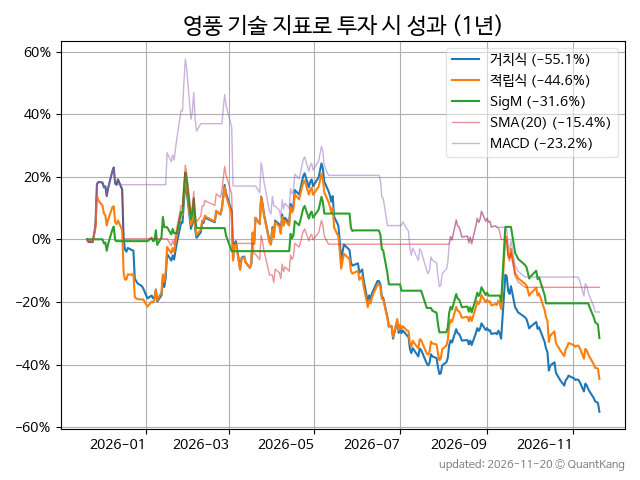 영풍 기술 지표로 투자 시 성과 (1년)
거치식 (−55.1%)
적립식 (−44.6%)
SigM (−31.6%)
SMA(20) (−15.4%)
MACD (−23.2%)
60%
40%
20%
0%
−20%
−40%
−60%
2026-01 2026-03 2026-05 2026-07 2026-09 2026-11
updated: 2026-11-20 © QuantKang